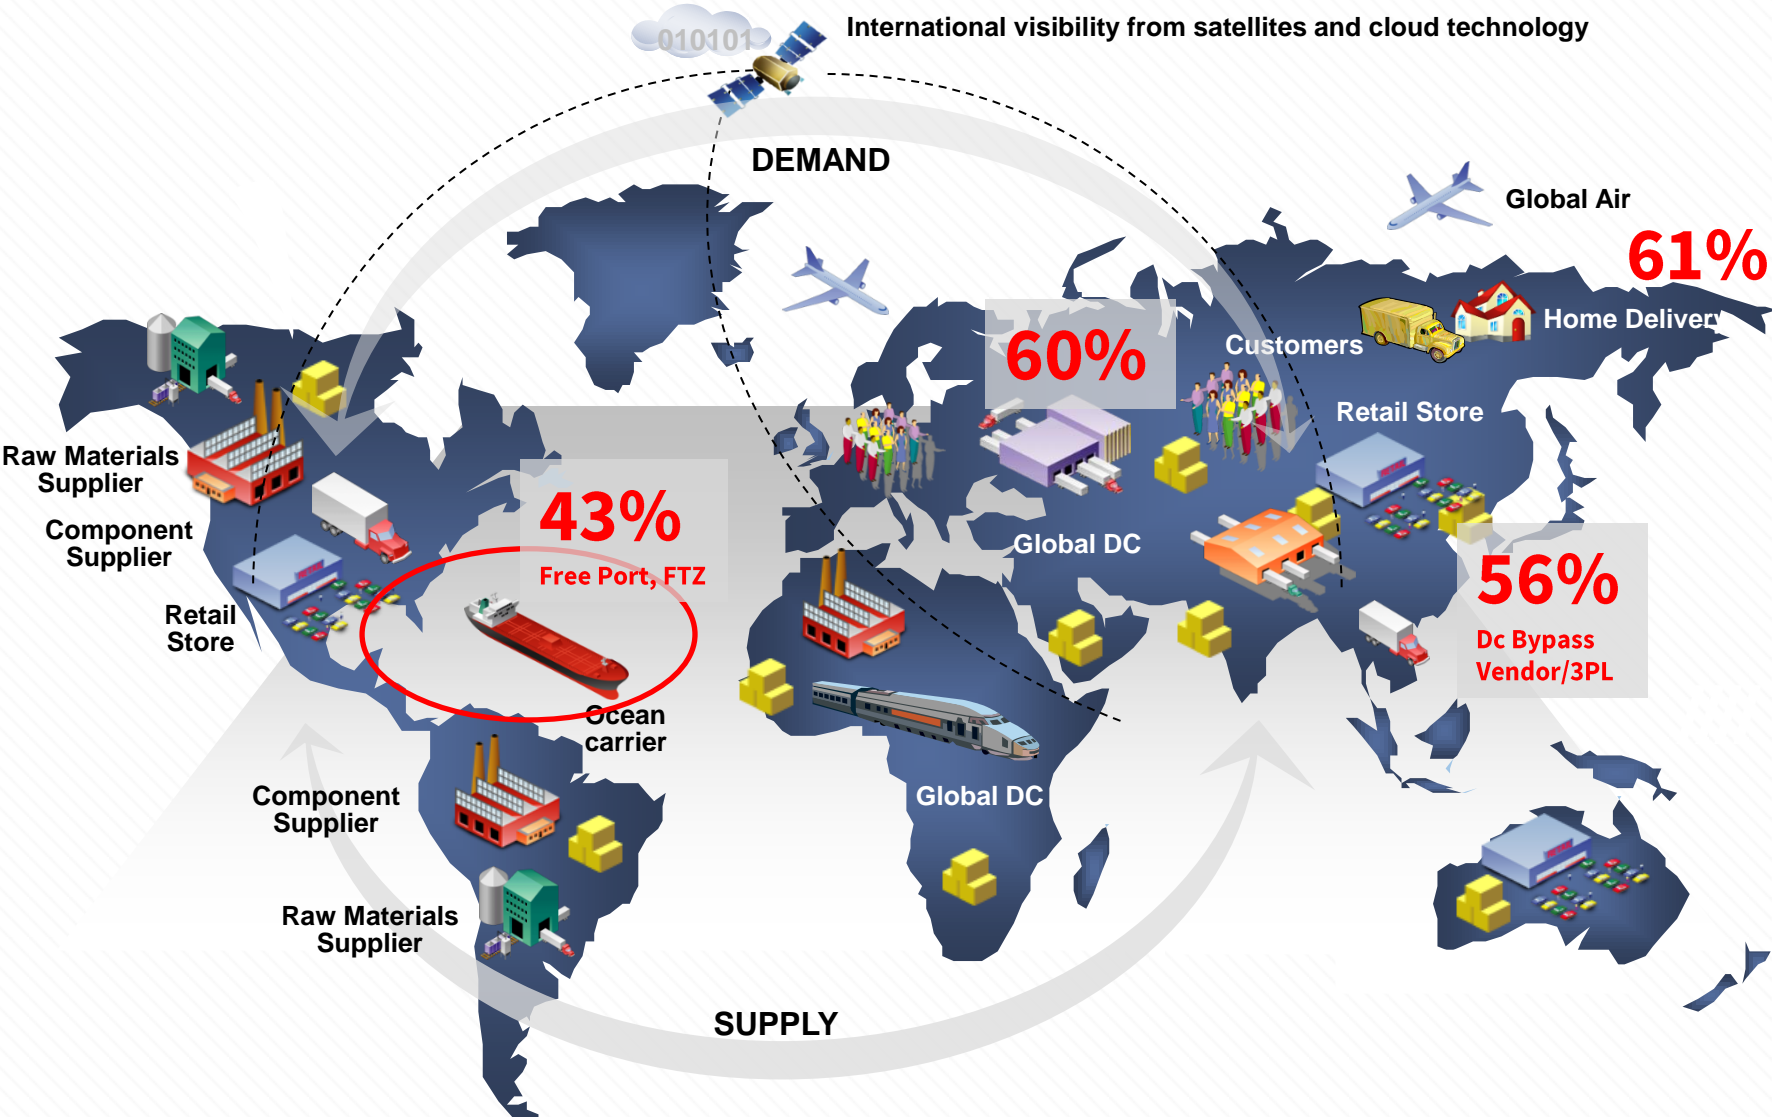 International visibility from satellites and cloud technology
010101
DEMAND
Global Air
61%
Home Delivery
60%
Customers
Retail Store
Raw Materials
Supplier
43%
Free Port, FTZ
Component
Supplier
Global DC
56%
Dc Bypass
Vendor/3PL
Retail
Store
Ocean
carrier
Component
Supplier
Global DC
Raw Materials
Supplier
SUPPLY